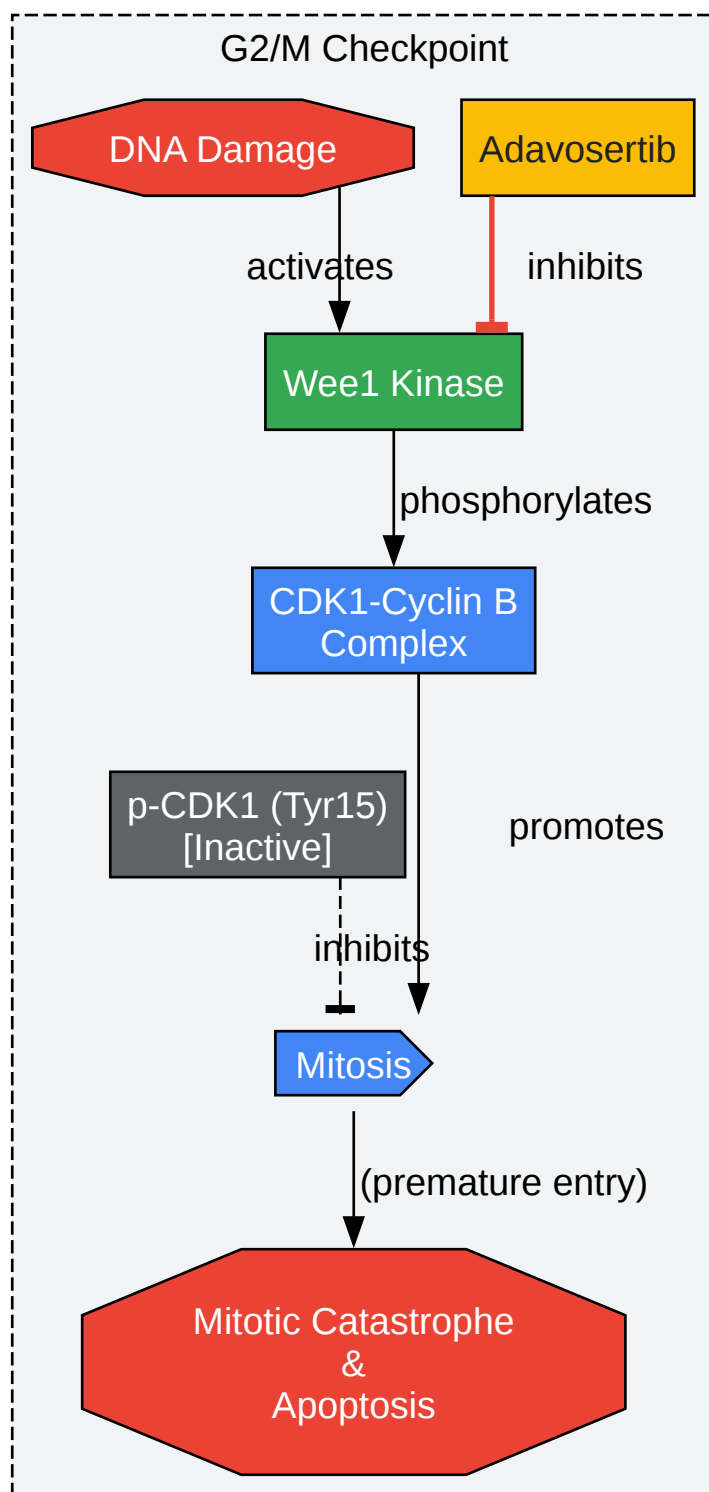 G2/M Checkpoint
DNA Damage
Adavosertib
activates
inhibits
Wee1 Kinase
phosphorylates
CDK1-Cyclin B
Complex
p-CDK1 (Tyr15)
[Inactive]
promotes
inhibits
Mitosis
(premature entry)
Mitotic Catastrophe
&
Apoptosis